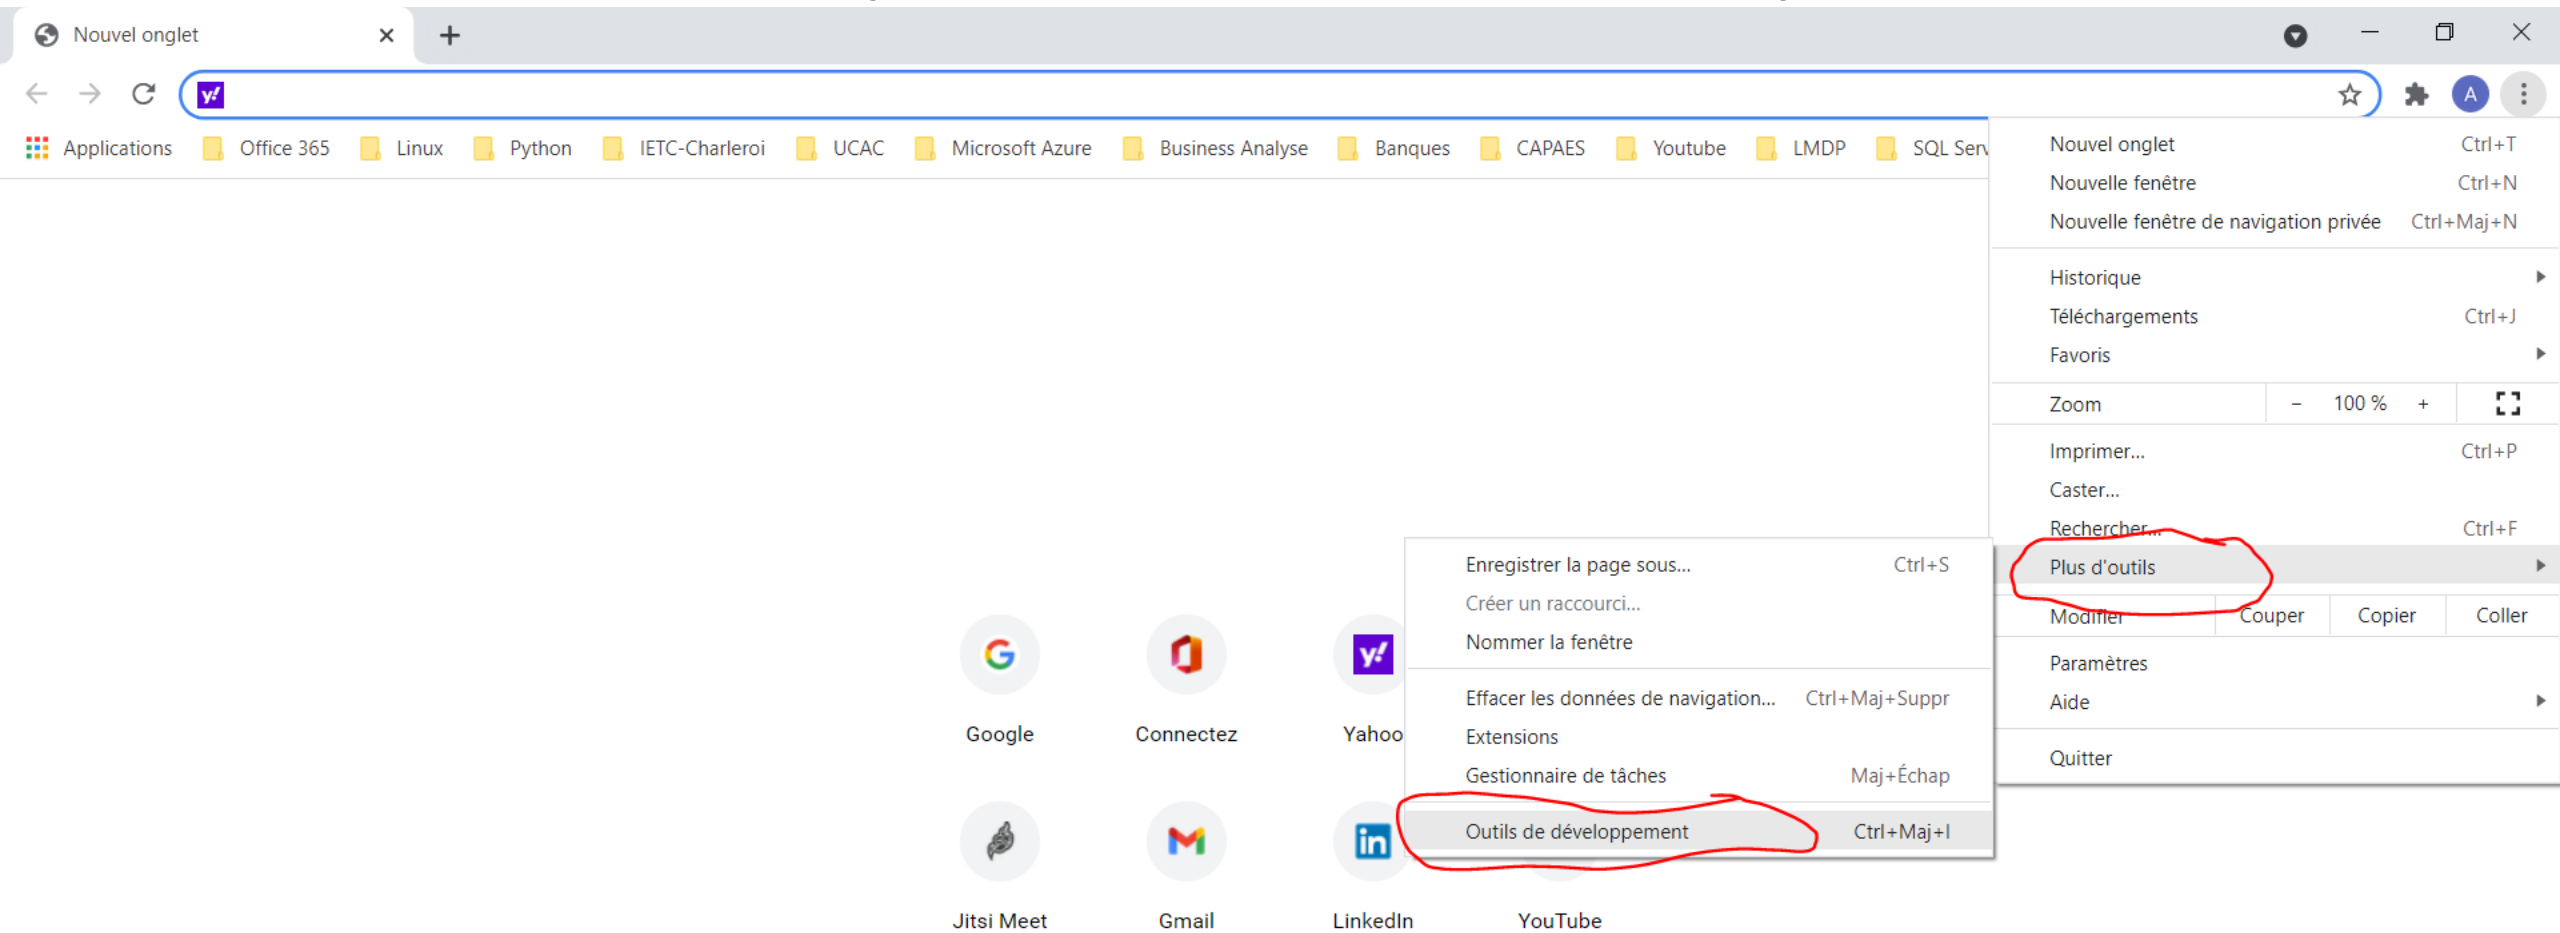 Nouvel onglet
Applications Office 365 Linux Python IETC-Charleroi UCAC Microsoft Azure Business Analyse Banques CAPAES Youtube LMDP SQL Serv
A
Nouvel onglet Ctrl+T
Nouvelle fenêtre Ctrl+N
Nouvelle fenêtre de navigation privée Ctrl+Maj+N
Historique
Téléchargements Ctrl+J
Favoris
Zoom - 100 % +
Imprimer... Ctrl+P
Caster...
Rechercher... Ctrl+F
Plus d'outils
Modifier Couper Copier Coller
Paramètres
Aide
Quitter
Enregistrer la page sous... Ctrl+S
Créer un raccourci...
Nommer la fenêtre
Effacer les données de navigation... Ctrl+Maj+Suppr
Extensions
Gestionnaire de tâches Maj+Échap
Outils de développement Ctrl+Maj+I
Google Connectez Yahoo
Jitsi Meet Gmail LinkedIn YouTube